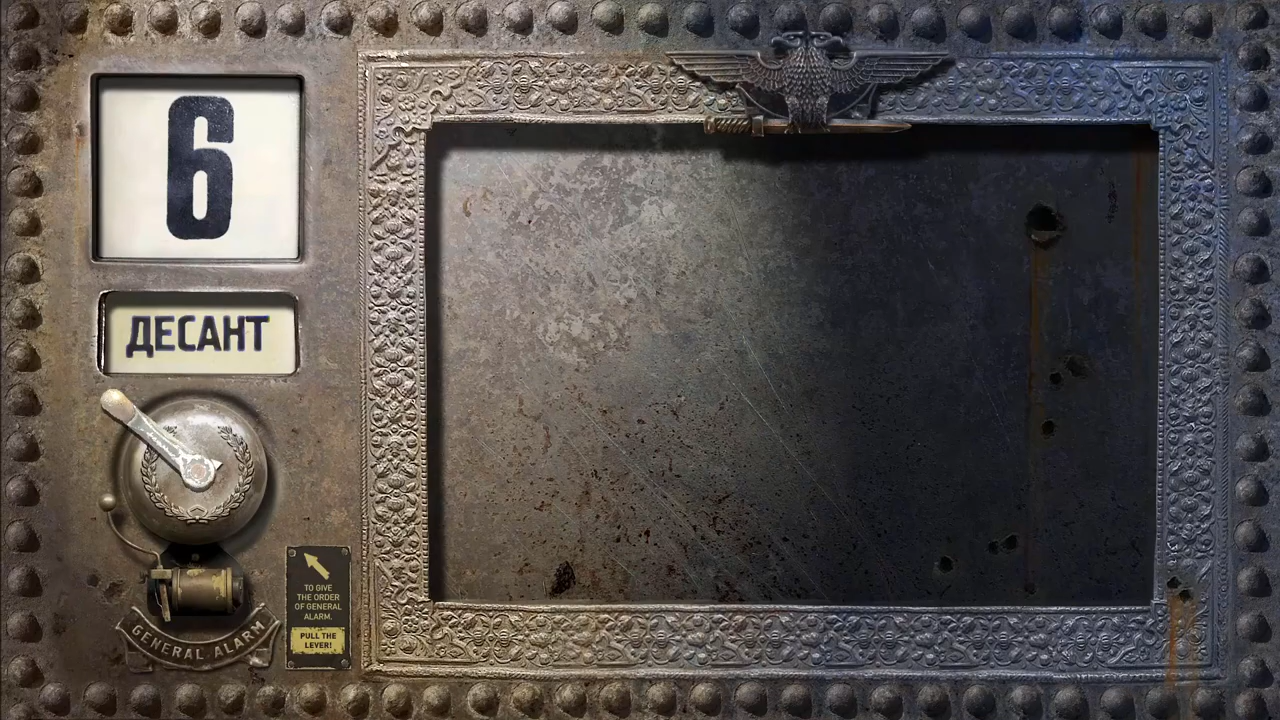 6
ДЕСАНТ
GENERAL ALARM
TO GIVE
THE ORDER
OF GENERAL
ALARM.
PULL THE
LEVER!